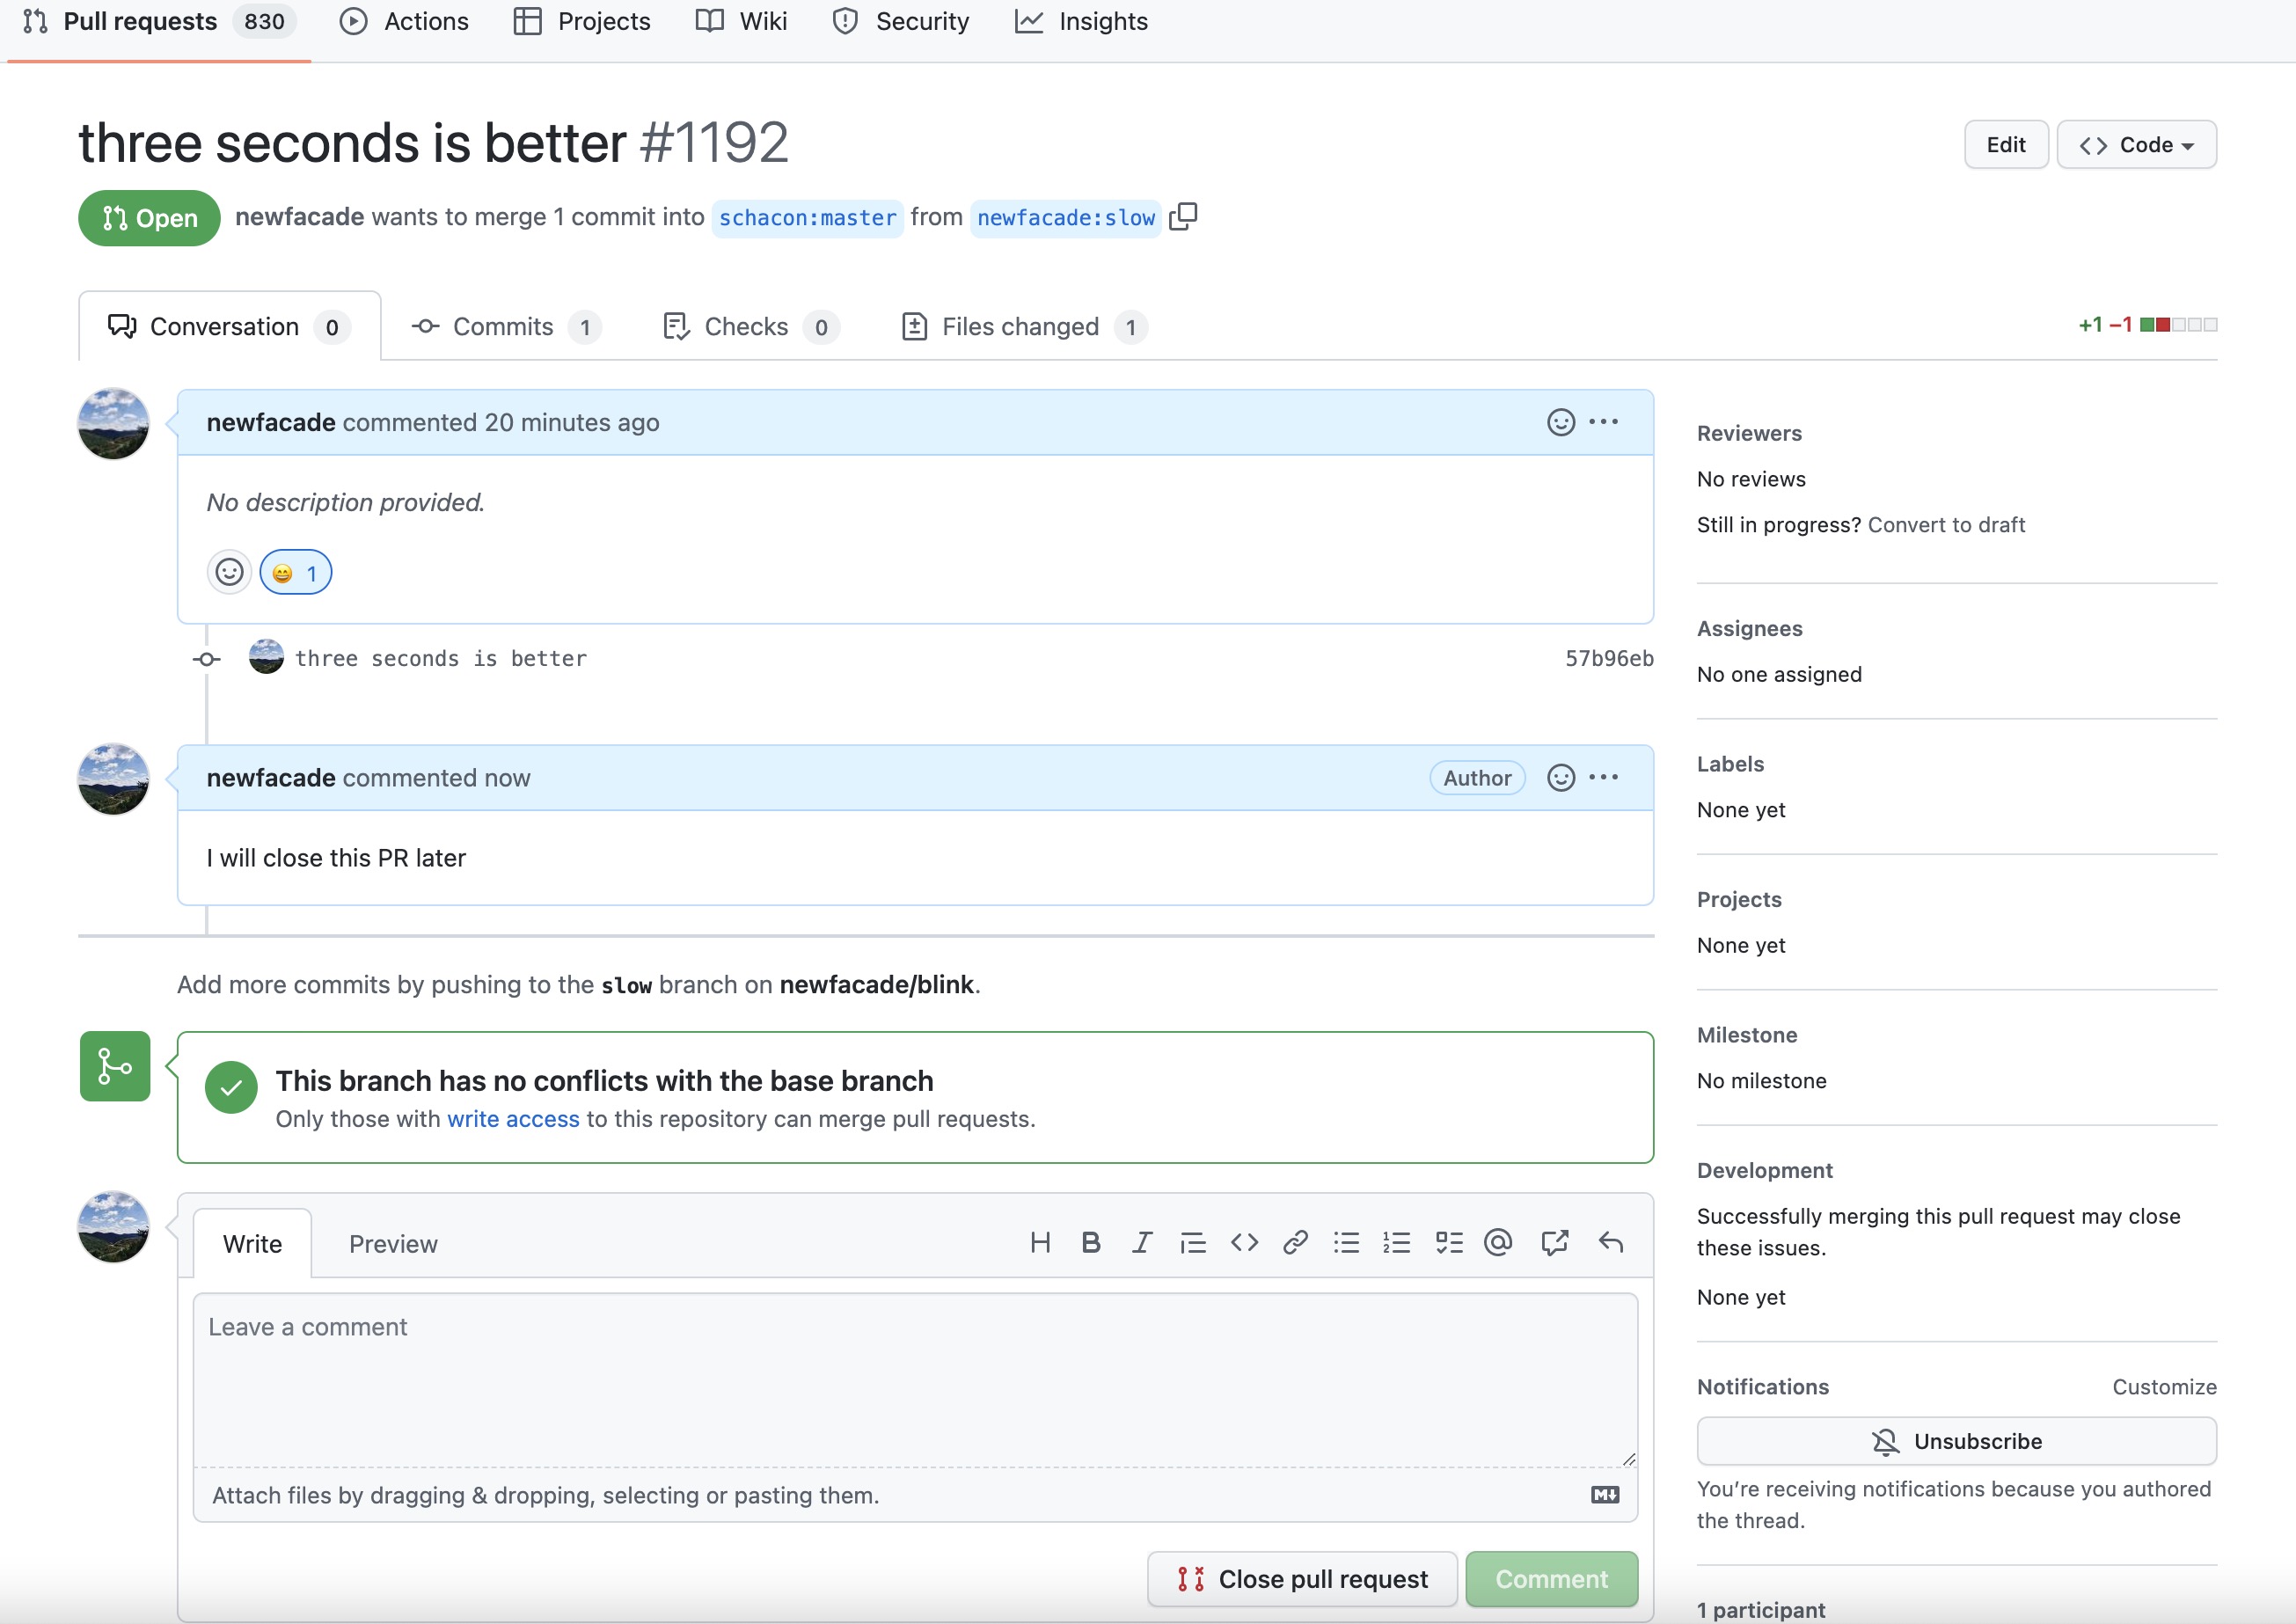 Pull requests 830 Actions Projects Wiki Security Insights
three seconds is better #1192
Edit
Code
Open
newfacade wants to merge 1 commit into schacon:master from newfacade:slow
Conversation 0
Commits 1
Checks 0
Files changed 1
+1 −1
newfacade commented 20 minutes ago
No description provided.
1
three seconds is better
57b96eb
newfacade commented now
Author
I will close this PR later
Add more commits by pushing to the slow branch on newfacade/blink.
This branch has no conflicts with the base branch
Only those with write access to this repository can merge pull requests.
Write
Preview
Leave a comment
Attach files by dragging & dropping, selecting or pasting them.
Close pull request
Comment
Reviewers
No reviews
Still in progress? Convert to draft
Assignees
No one assigned
Labels
None yet
Projects
None yet
Milestone
No milestone
Development
Successfully merging this pull request may close
these issues.
None yet
Notifications
Customize
Unsubscribe
You’re receiving notifications because you authored
the thread.
1 participant